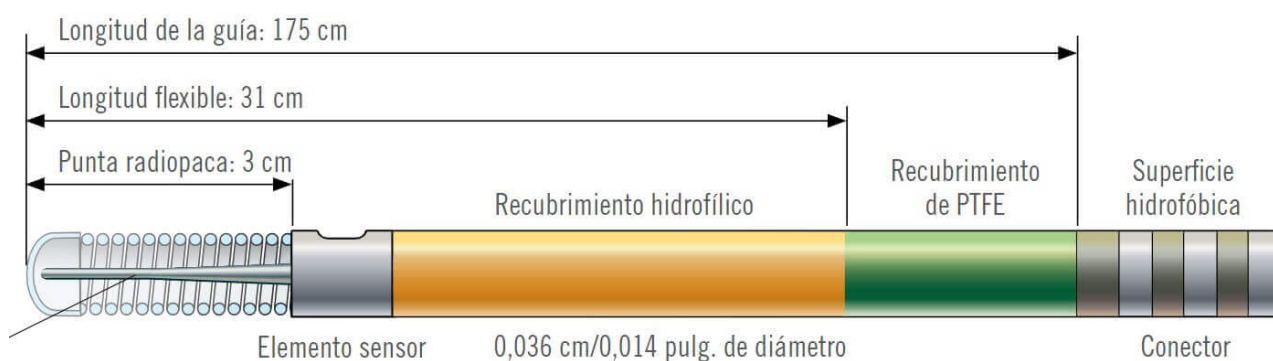 Longitud de la guía: 175 cm
Longitud flexible: 31 cm
Punta radiopaca: 3 cm
Recubrimiento hidrofílico
Recubrimiento
de PTFE
Superficie
hidrofóbica
Elemento sensor
0,036 cm/0,014 pulg. de diámetro
Conector